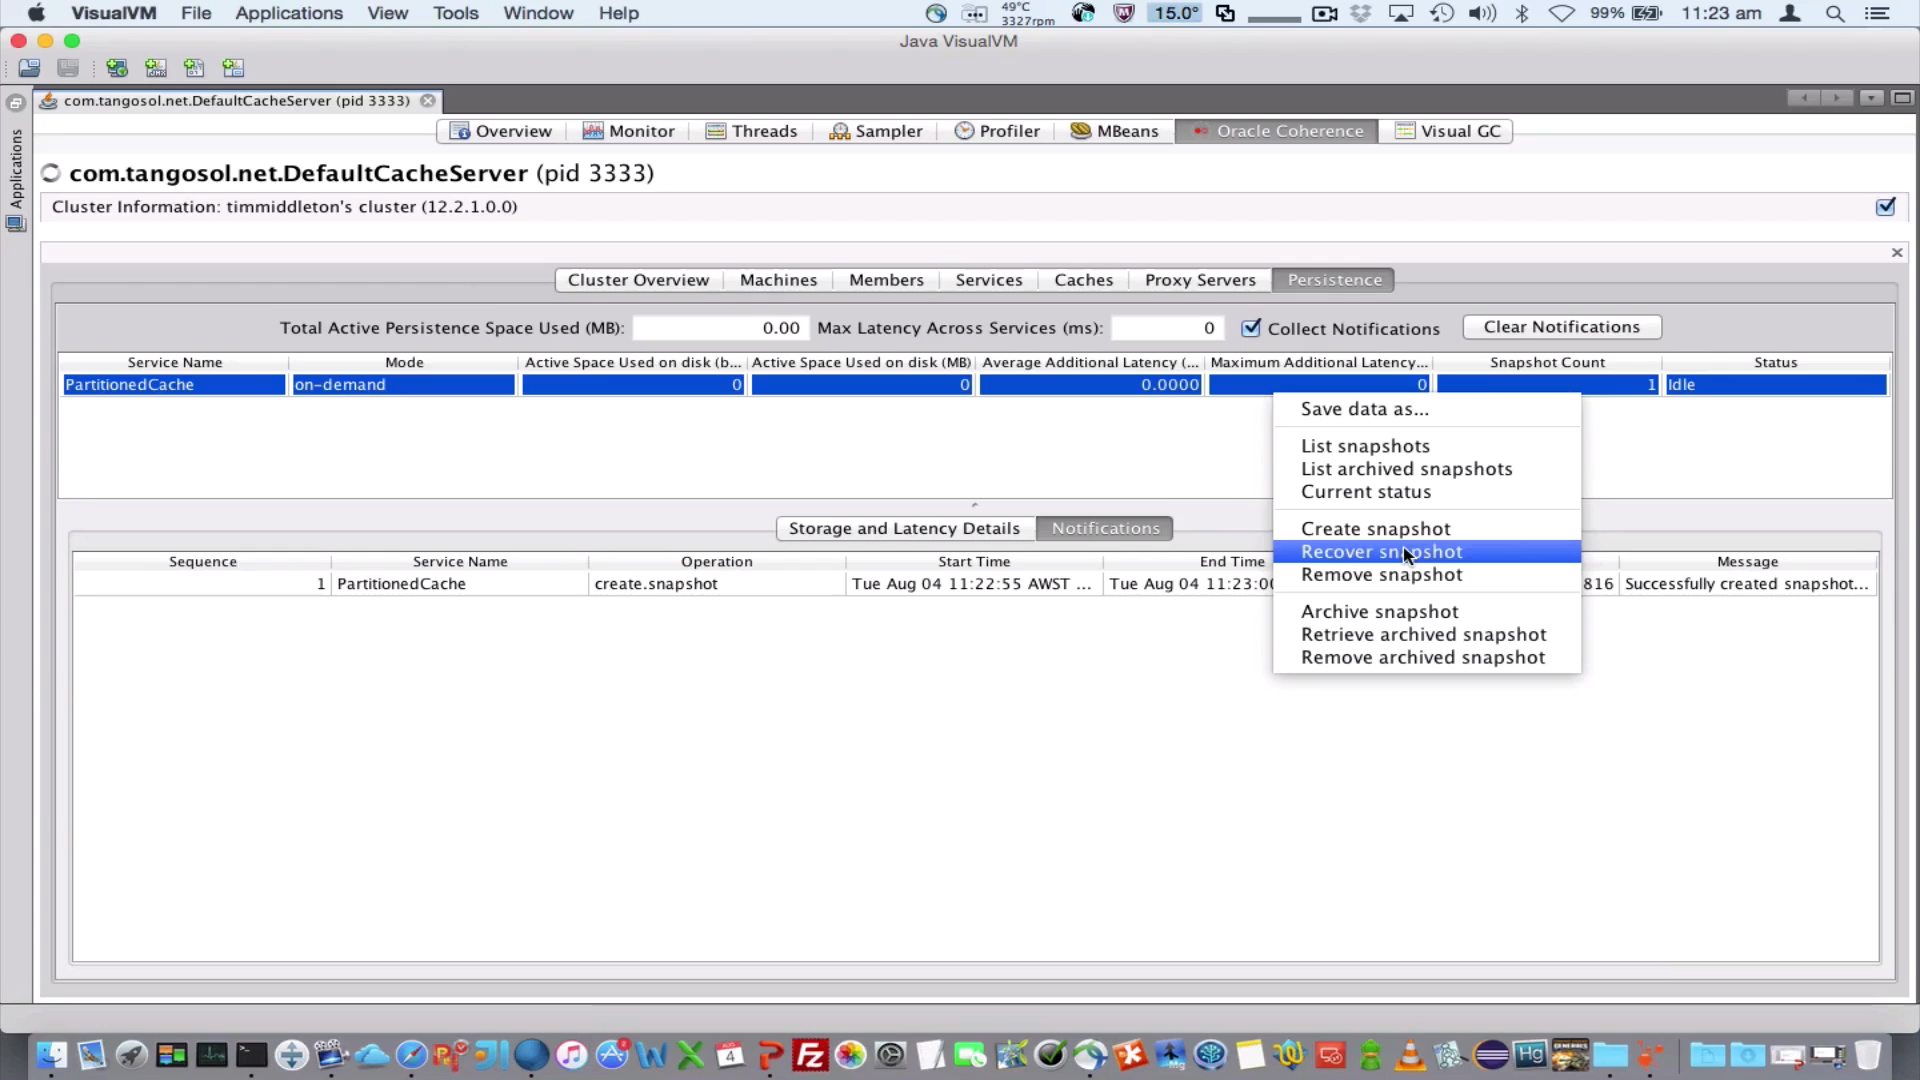 VisualVM File Applications View Tools Window Help 49°C 3327rpm 15.0° 99% 11:23 am
Java VisualVM
com.tangosol.net.DefaultCacheServer (pid 3333)
Applications
Overview Monitor Threads Sampler Profiler MBeans Oracle Coherence Visual GC
com.tangosol.net.DefaultCacheServer (pid 3333)
Cluster Information: timmiddleton's cluster (12.2.1.0.0)
Cluster Overview Machines Members Services Caches Proxy Servers Persistence
Total Active Persistence Space Used (MB): 0.00 Max Latency Across Services (ms): 0 Collect Notifications Clear Notifications
Service Name Mode Active Space Used on disk (b... Active Space Used on disk (MB) Average Additional Latency (... Maximum Additional Latency... Snapshot Count Status
PartitionedCache on-demand 0 0 0.0000 0 1 Idle
Save data as...
List snapshots
List archived snapshots
Current status
Create snapshot
Recover snapshot
Remove snapshot
Archive snapshot
Retrieve archived snapshot
Remove archived snapshot
Storage and Latency Details Notifications
Sequence Service Name Operation Start Time End Time Message
1 PartitionedCache create.snapshot Tue Aug 04 11:22:55 AWST ... Tue Aug 04 11:23:00 816 Successfully created snapshot...